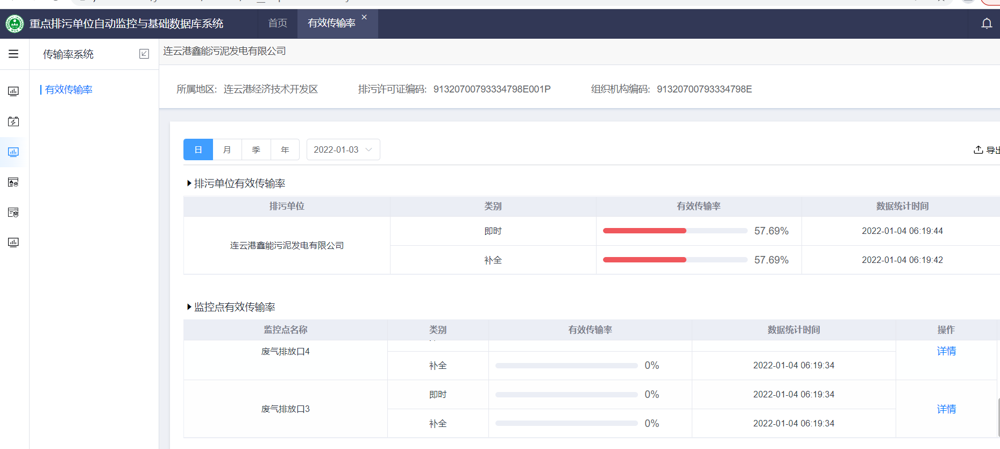 重点排污单位自动监控与基础数据库系统
首页
有效传输率
传输率系统
连云港鑫能污泥发电有限公司
有效传输率
所属地区: 连云港经济技术开发区 排污许可证编码: 91320700793334798E001P 组织机构编码: 91320700793334798E
日 月 季 年 2022-01-03
导出
排污单位有效传输率
排污单位 类别 有效传输率 数据统计时间
连云港鑫能污泥发电有限公司
即时 57.69% 2022-01-04 06:19:44
补全 57.69% 2022-01-04 06:19:42
监控点有效传输率
监控点名称 类别 有效传输率 数据统计时间 操作
废气排放口4 详情
补全 0% 2022-01-04 06:19:34
即时 0% 2022-01-04 06:19:34
废气排放口3 详情
补全 0% 2022-01-04 06:19:34